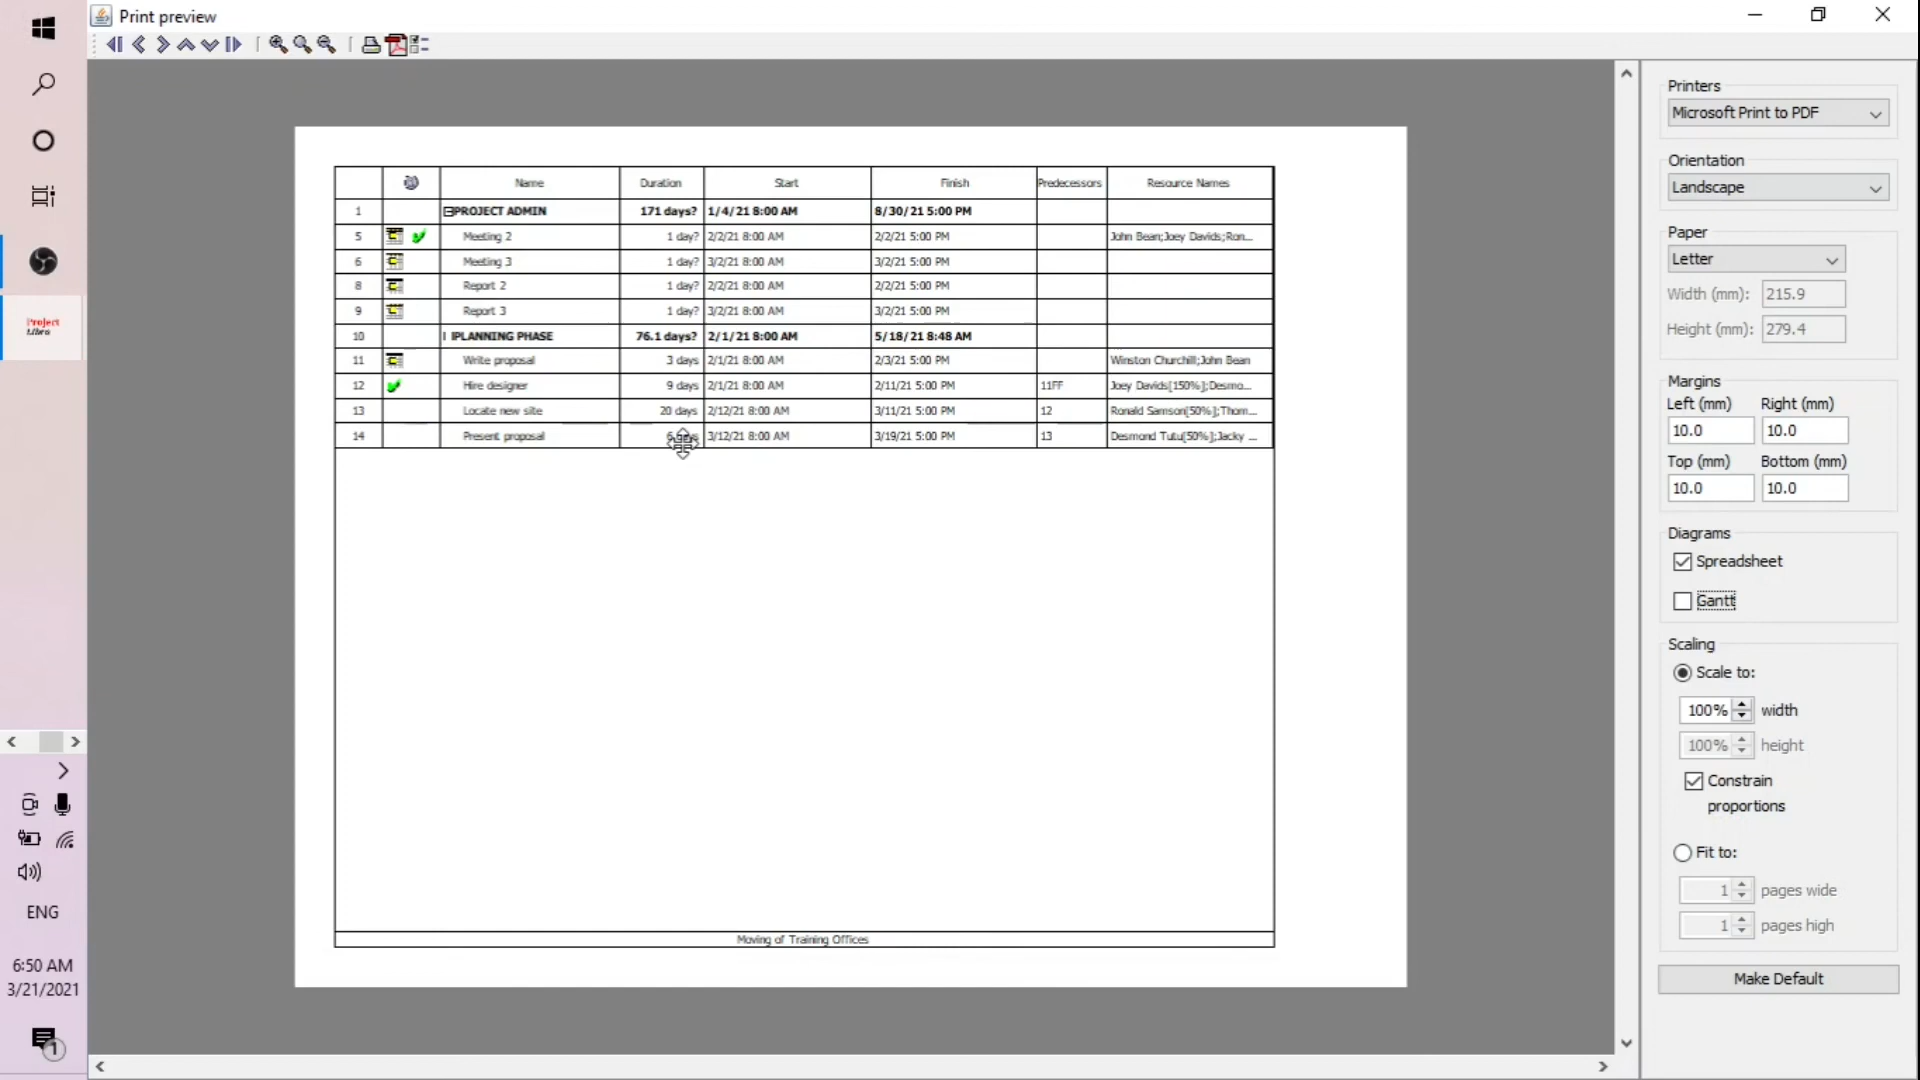 Print preview
Name Duration Start Finish Predecessors Resource Names
1 PROJECT ADMIN 171 days? 1/4/21 8:00 AM 8/30/21 5:00 PM
5 Meeting 2 1 day? 2/2/21 8:00 AM 2/2/21 5:00 PM John Bean;Joey Davids;Ron...
6 Meeting 3 1 day? 3/2/21 8:00 AM 3/2/21 5:00 PM
8 Report 2 1 day? 2/2/21 8:00 AM 2/2/21 5:00 PM
9 Report 3 1 day? 3/2/21 8:00 AM 3/2/21 5:00 PM
10 PLANNING PHASE 76.1 days? 2/1/21 8:00 AM 5/18/21 8:48 AM
11 Write proposal 3 days 2/1/21 8:00 AM 2/3/21 5:00 PM Winston Churchill;John Bean
12 Hire designer 9 days 2/1/21 8:00 AM 2/11/21 5:00 PM 11FF Joey Davids[150%];Desmo...
13 Locate new site 20 days 2/12/21 8:00 AM 3/11/21 5:00 PM 12 Ronald Samson[50%];Thom...
14 Present proposal 3/12/21 8:00 AM 3/19/21 5:00 PM 13 Desmond Tutu[50%];Jacky ...
Moving of Training Offices
Printers
Microsoft Print to PDF
Orientation
Landscape
Paper
Letter
Width (mm): 215.9
Height (mm): 279.4
Margins
Left (mm) Right (mm)
10.0 10.0
Top (mm) Bottom (mm)
10.0 10.0
Diagrams
Spreadsheet
Gantt
Scaling
Scale to:
100% width
100% height
Constrain
proportions
Fit to:
1 pages wide
1 pages high
Make Default
Project
Libre
ENG
6:50 AM
3/21/2021
1